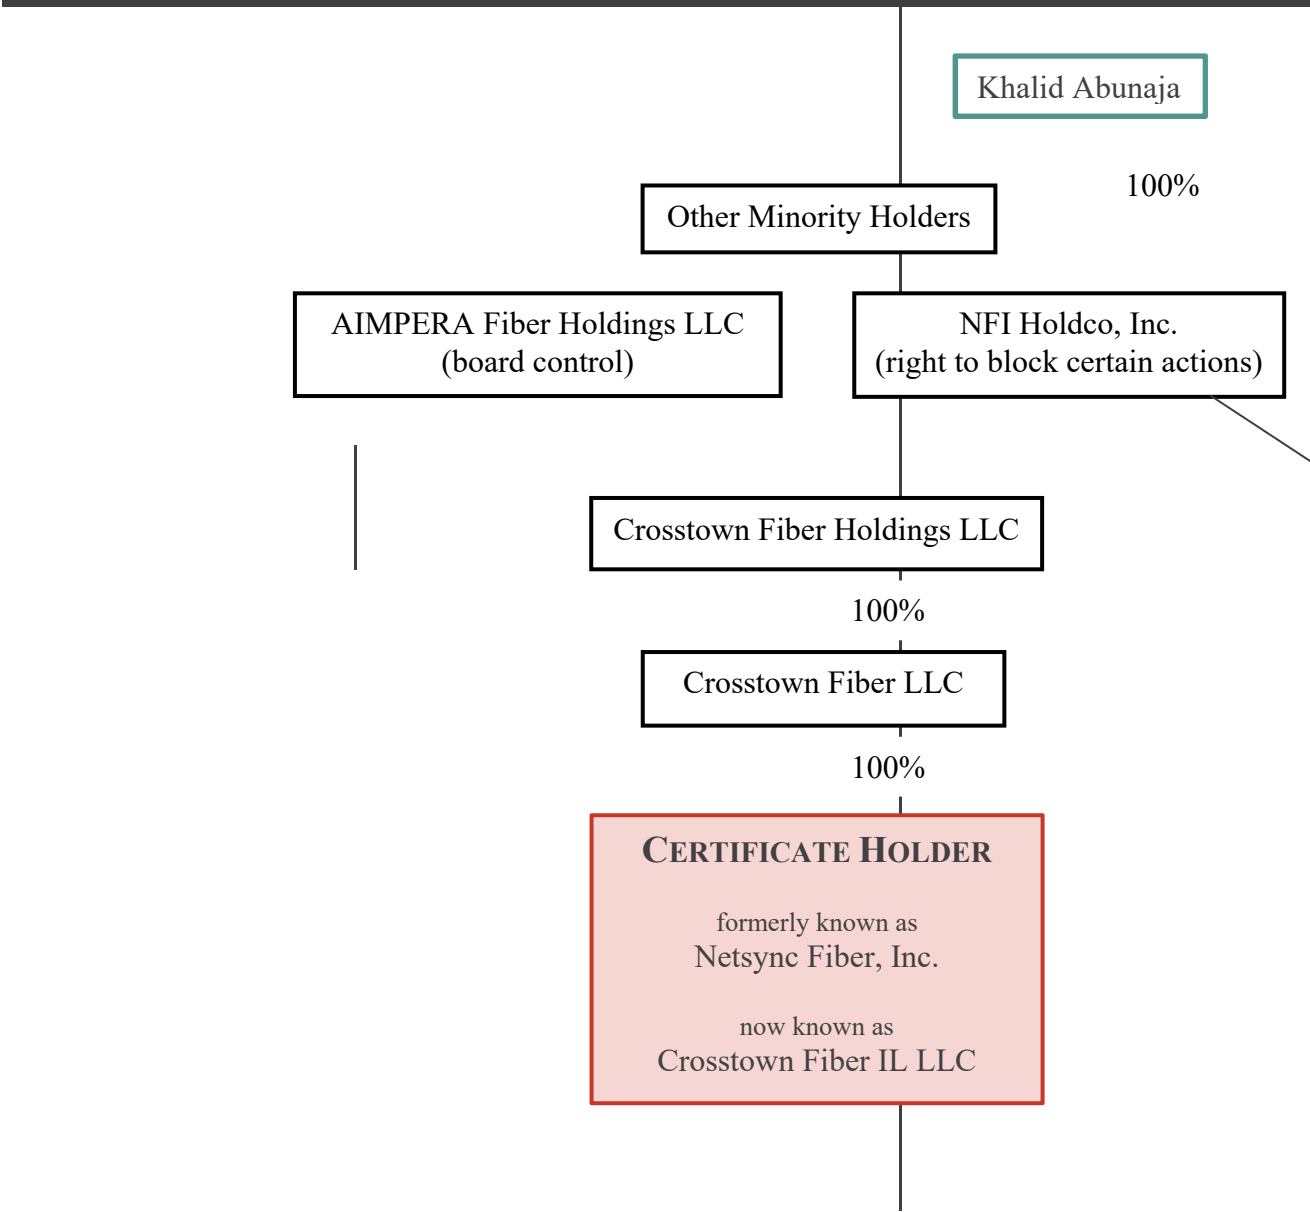 Khalid Abunaja
100%
Other Minority Holders
AIMPERA Fiber Holdings LLC
(board control)
NFI Holdco, Inc.
(right to block certain actions)
Crosstown Fiber Holdings LLC
100%
Crosstown Fiber LLC
100%
CERTIFICATE HOLDER
formerly known as
Netsync Fiber, Inc.
now known as
Crosstown Fiber IL LLC